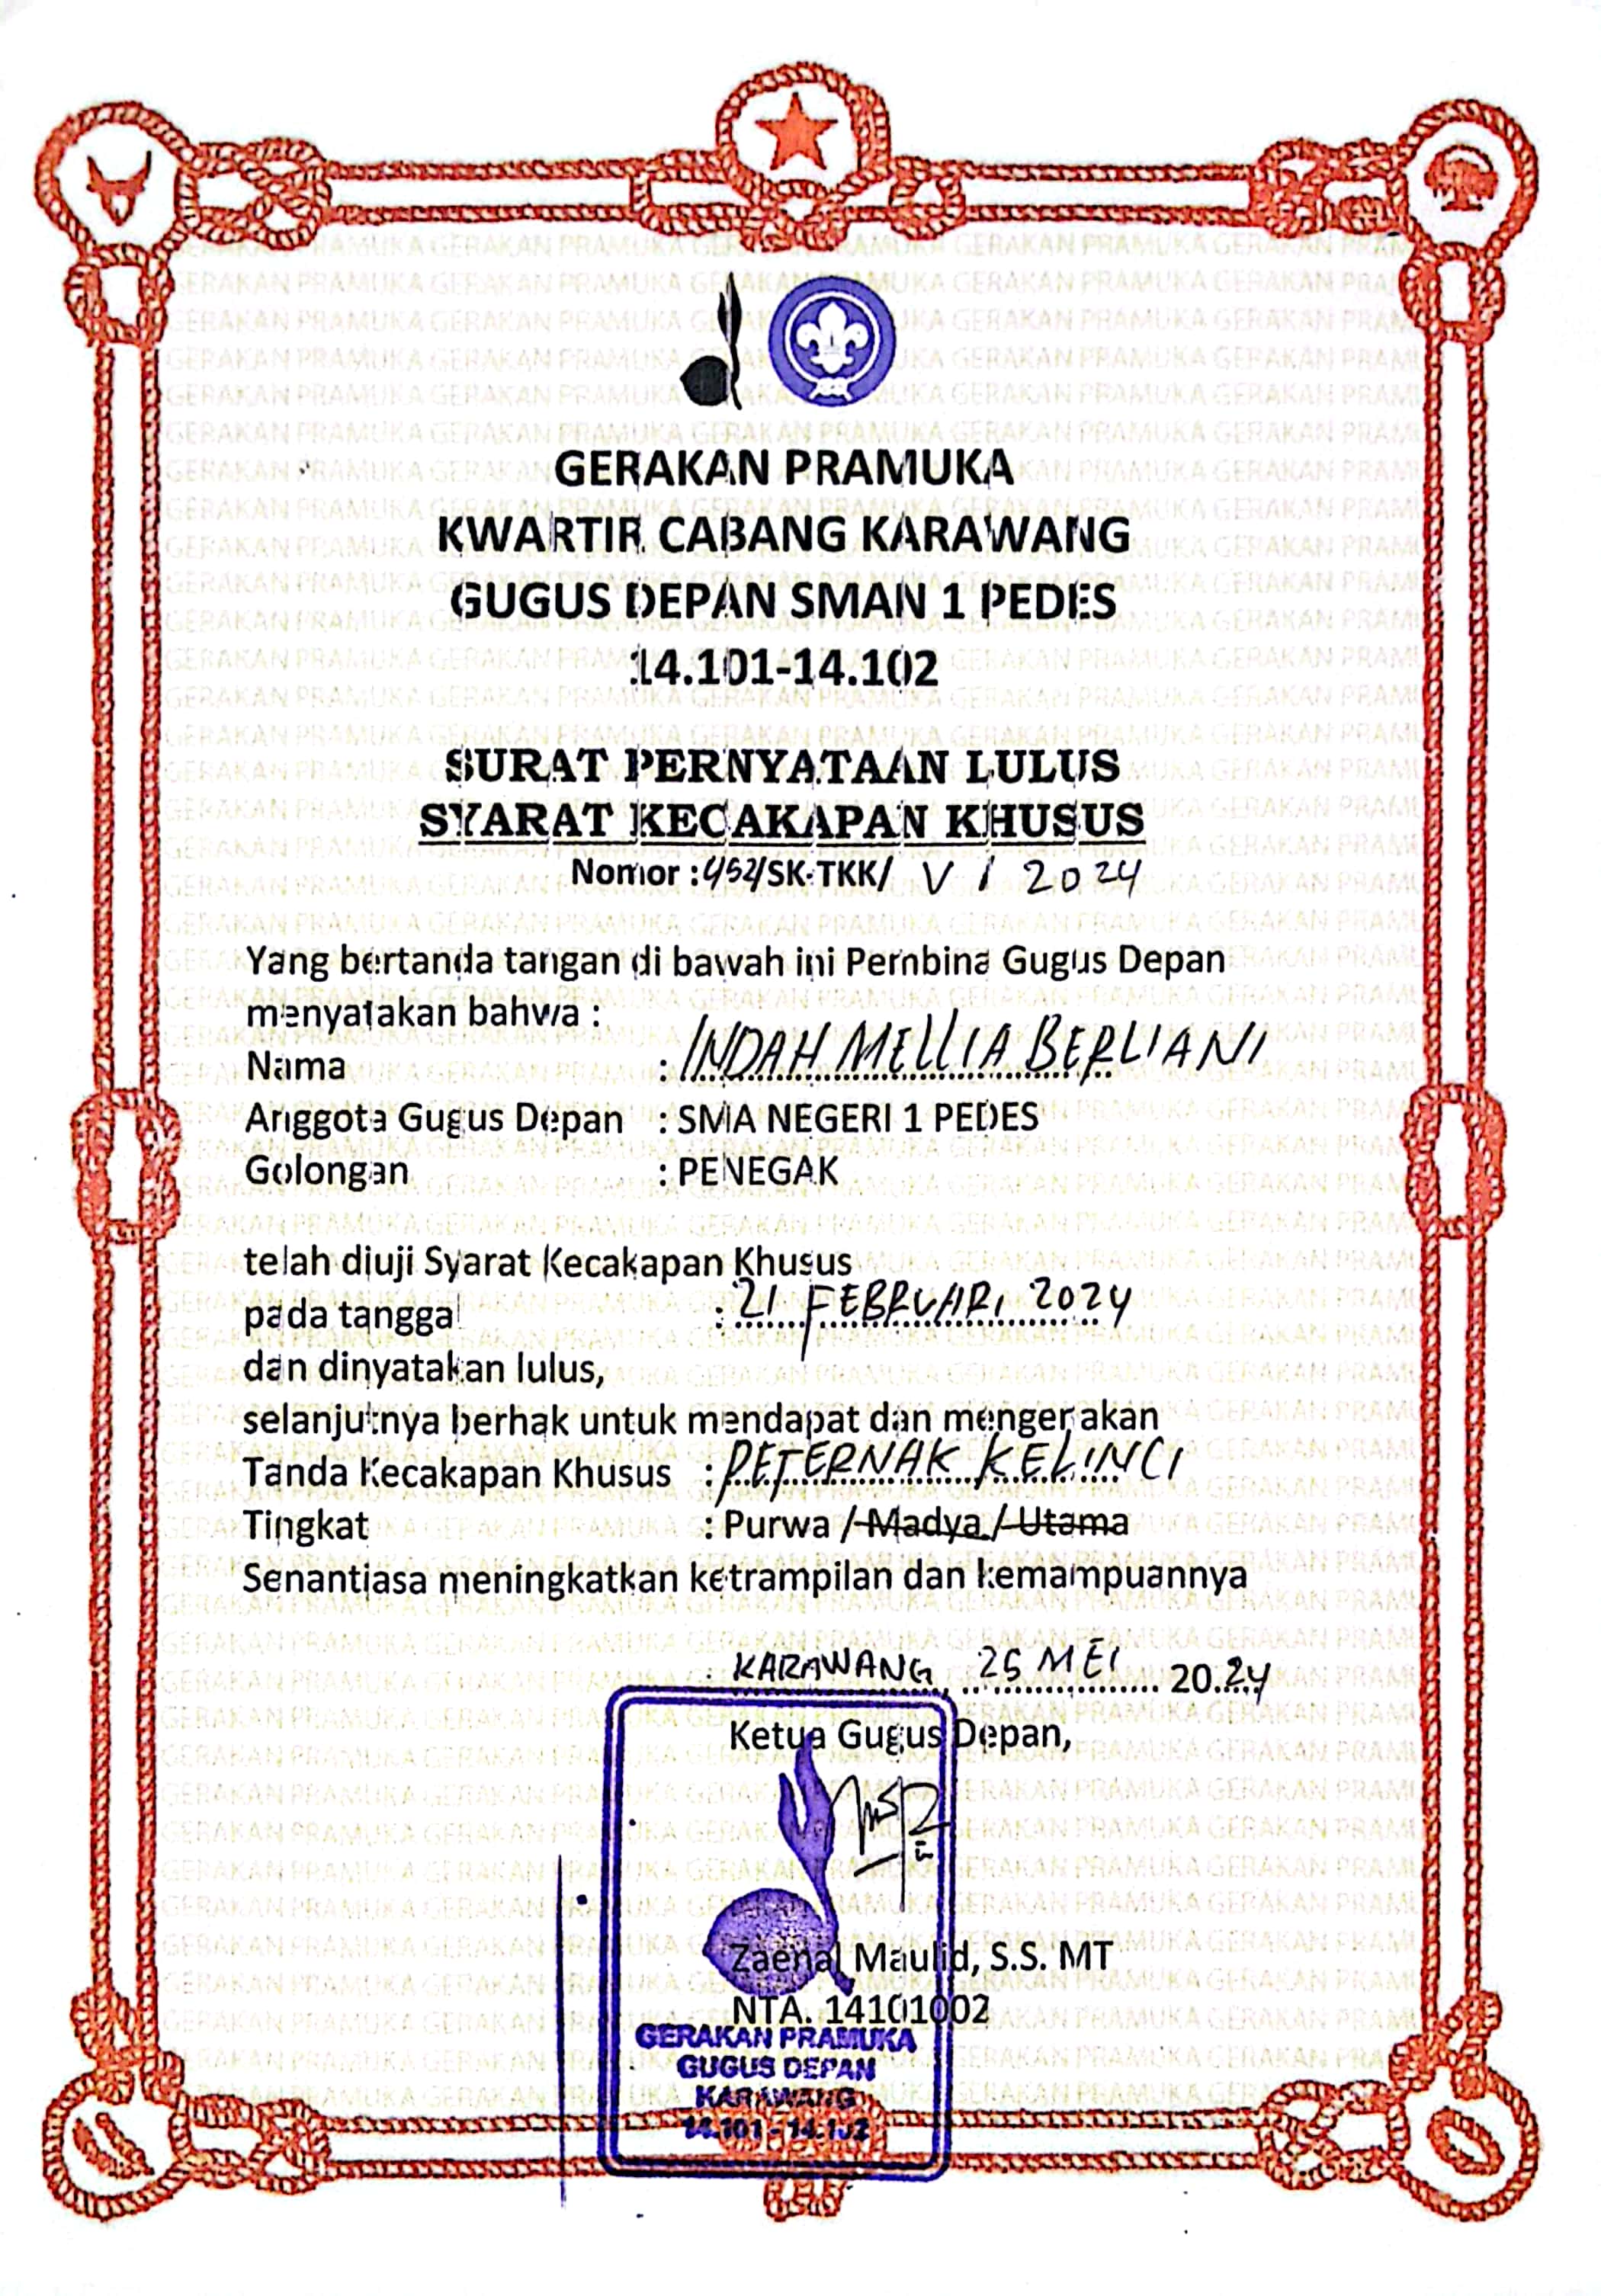 GERAKAN PRAMUKA
KWARTIR CABANG KARAWANG
GUGUS DEPAN SMAN 1 PEDES
14.101-14.102
SURAT PERNYATAAN LULUS
SYARAT KECAKAPAN KHUSUS
Nomor : 452/SK-TKK/ V / 2024
Yang bertanda tangan di bawah ini Pembina Gugus Depan
menyatakan bahwa :
Nama : INDAH MELLIA BERLIANI
Anggota Gugus Depan : SMA NEGERI 1 PEDES
Golongan : PENEGAK
telah diuji Syarat Kecakapan Khusus
pada tanggal : 21 FEBRUARI 2024
dan dinyatakan lulus,
selanjutnya berhak untuk mendapat dan mengenakan
Tanda Kecakapan Khusus : PETERNAK KELINCI
Tingkat : Purwa / Madya / Utama
Senantiasa meningkatkan ketrampilan dan kemampuannya
KARAWANG, 25 MEI 2024
Ketua Gugus Depan,
Zaenal Maulid, S.S. MT
NTA. 14101002
GERAKAN PRAMUKA
GUGUS DEPAN
KARAWANG
14.101 - 14.102